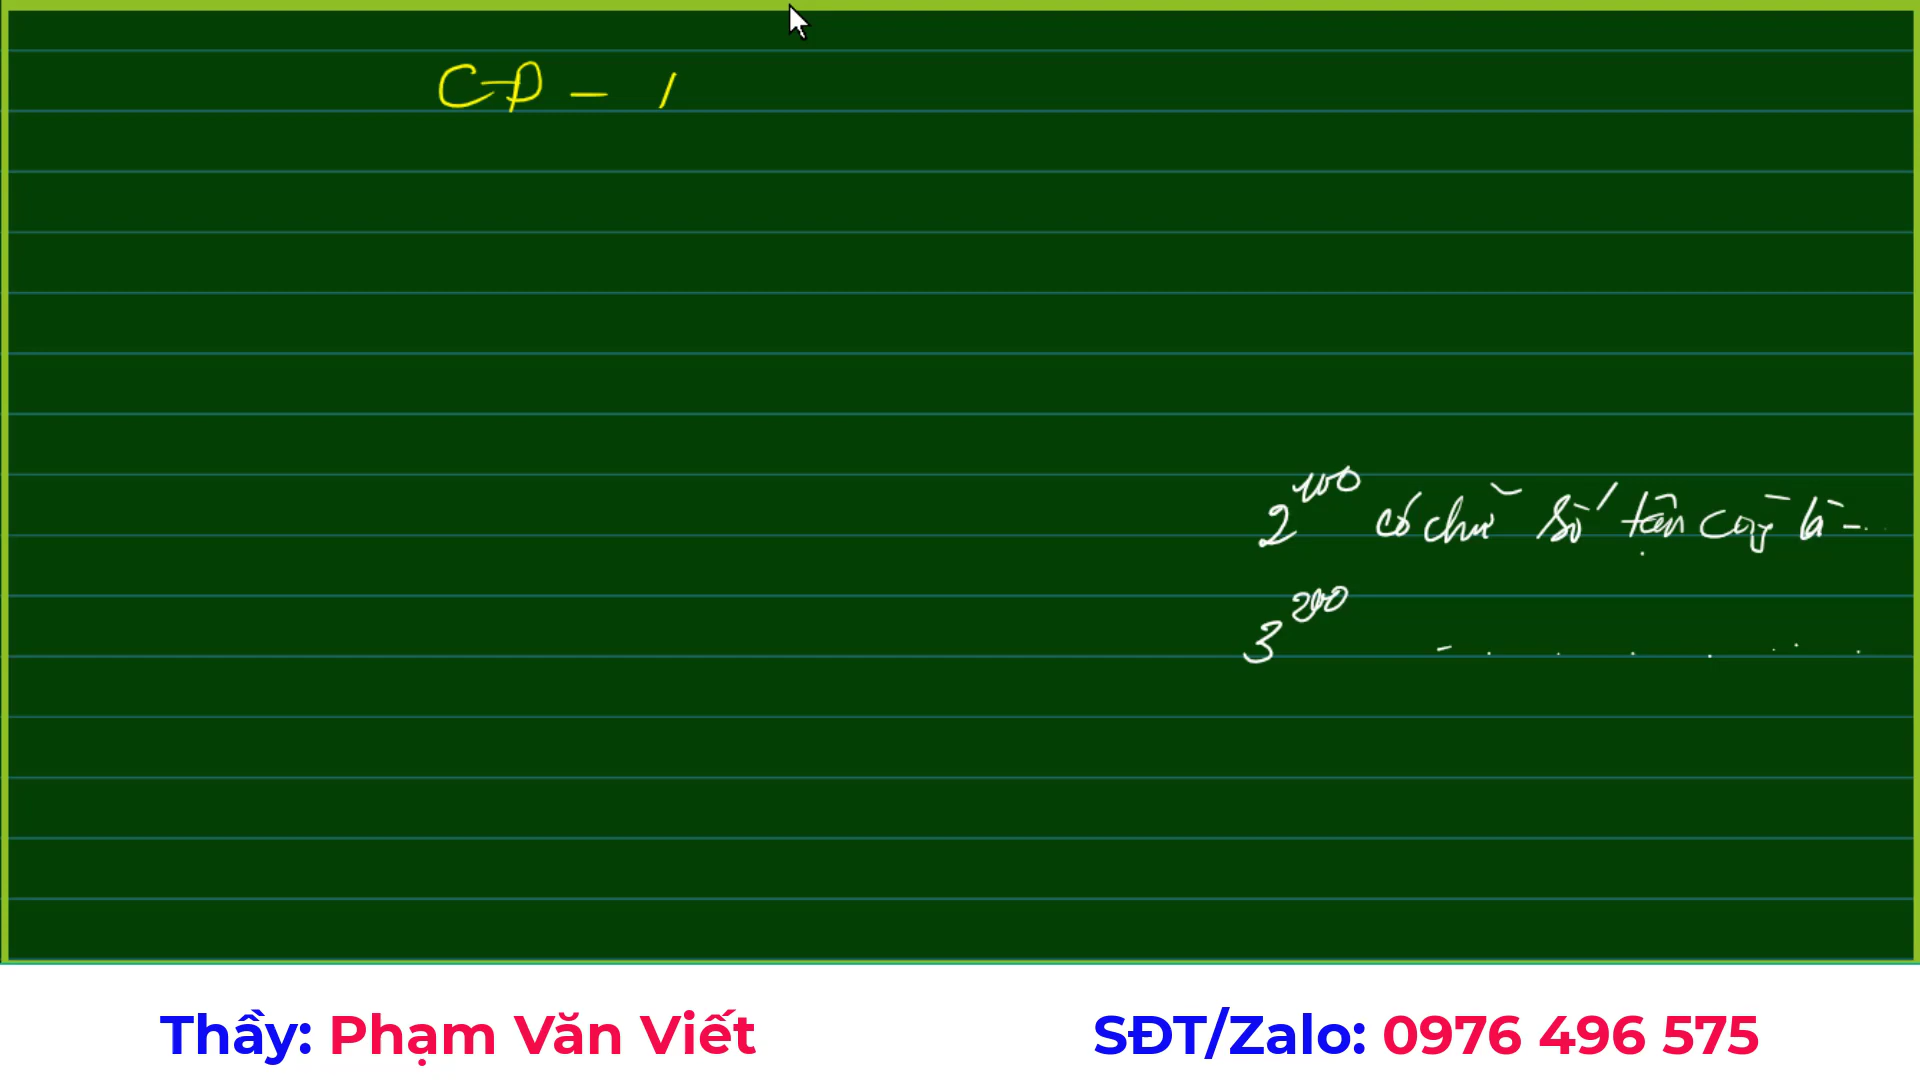 CĐ - 1
2^100 có chữ số tận cùng là -..
3^200 - . . . . . . .
Thầy: Phạm Văn Viết
SĐT/Zalo: 0976 496 575